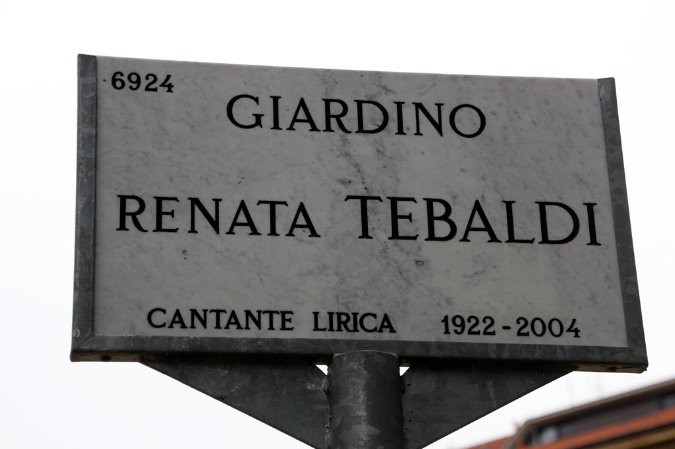 6924
GIARDINO
RENATA TEBALDI
CANTANTE LIRICA 1922-2004